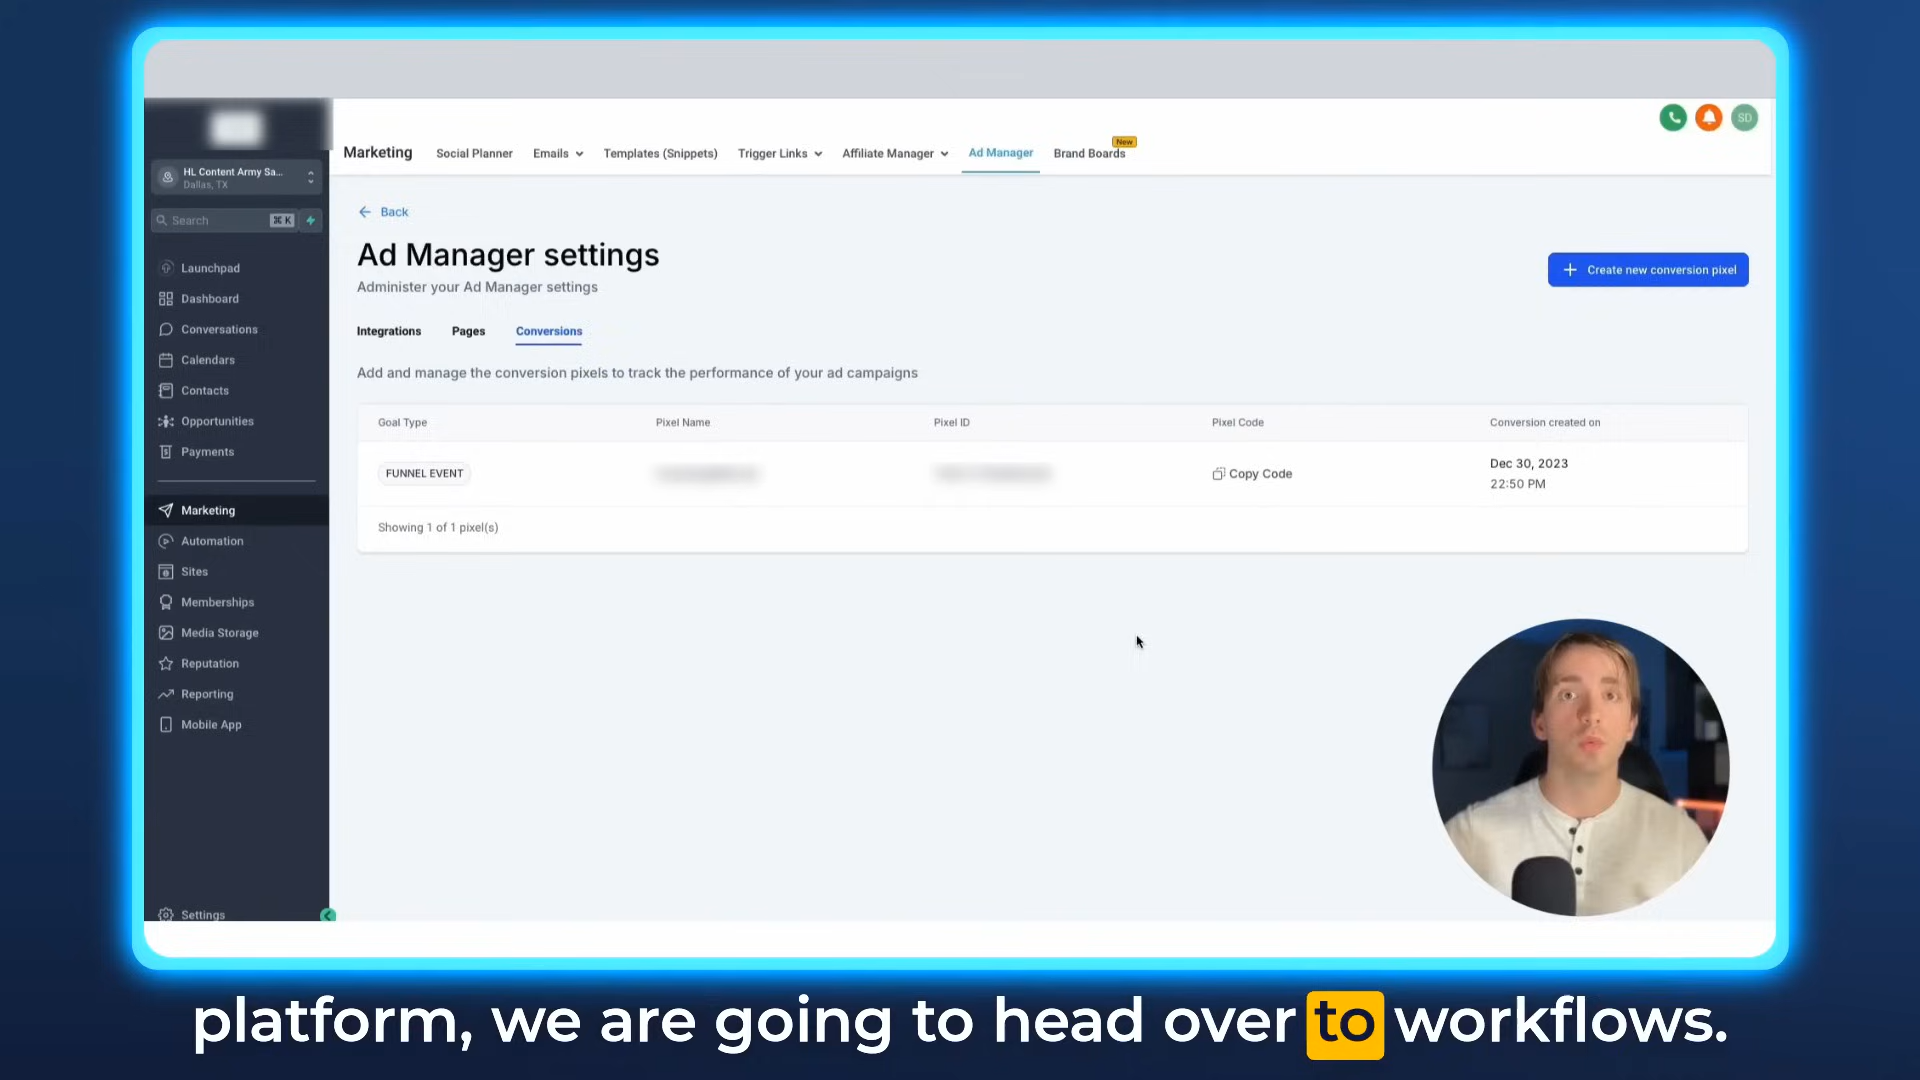 SD
New
Marketing Social Planner Emails Templates (Snippets) Trigger Links Affiliate Manager Ad Manager Brand Boards
HL Content Army Sa...
Dallas, TX
Search ⌘ K
Launchpad
Dashboard
Conversations
Calendars
Contacts
Opportunities
Payments
Marketing
Automation
Sites
Memberships
Media Storage
Reputation
Reporting
Mobile App
Settings
Back
Ad Manager settings
Administer your Ad Manager settings
+ Create new conversion pixel
Integrations Pages Conversions
Add and manage the conversion pixels to track the performance of your ad campaigns
Goal Type Pixel Name Pixel ID Pixel Code Conversion created on
FUNNEL EVENT Copy Code Dec 30, 2023
22:50 PM
Showing 1 of 1 pixel(s)
platform, we are going to head over to workflows.